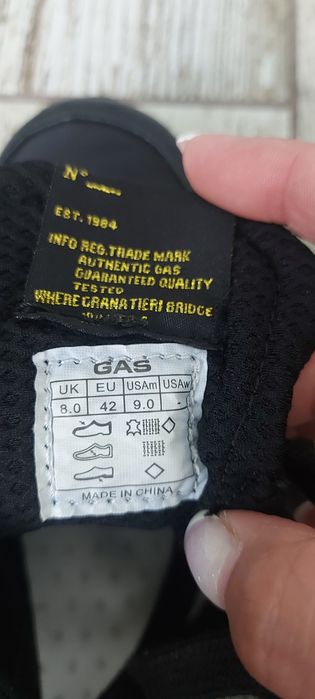 N°
EST. 1984
INFO REG. TRADE MARK
AUTHENTIC GAS
GUARANTEED QUALITY
TESTED
WHERE GRANATIERI BRIDGE
GAS
UK EU USAm USAw
8.0 42 9.0 -
MADE IN CHINA